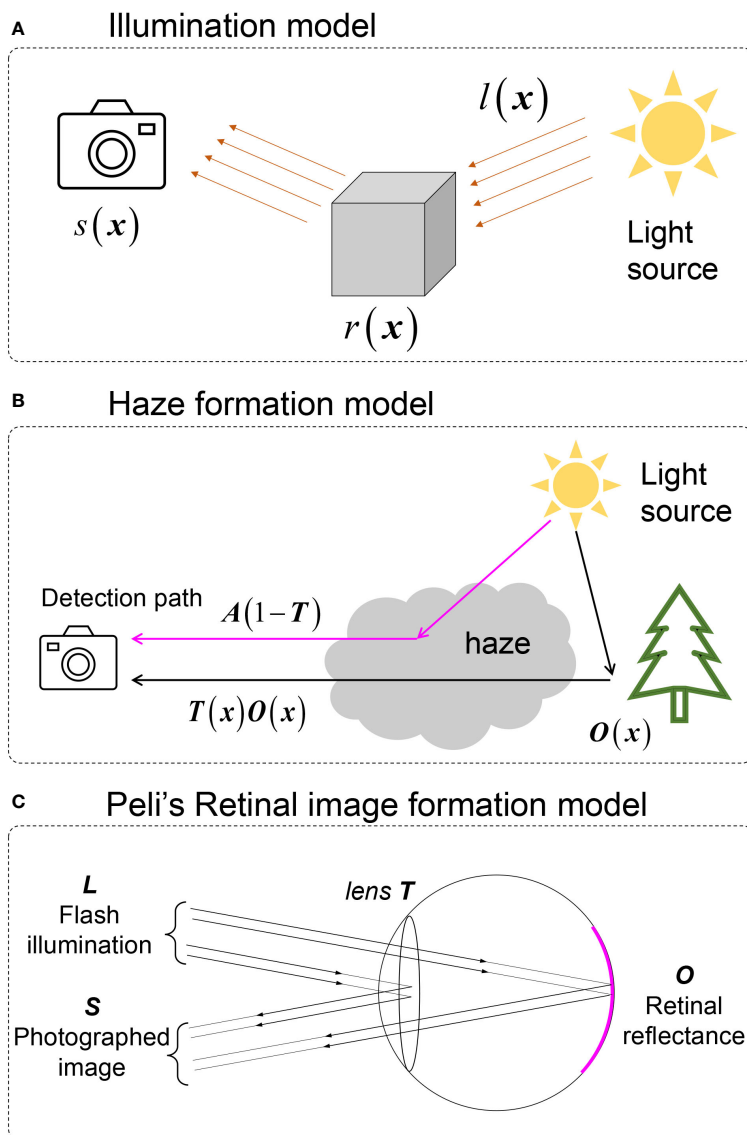 A
Illumination model
l(x)
s(x)
Light
source
r(x)
B
Haze formation model
Light
source
Detection path
A(1−T)
haze
T(x)O(x)
O(x)
C
Peli’s Retinal image formation model
L
Flash
illumination
lens T
S
Photographed
image
O
Retinal
reflectance